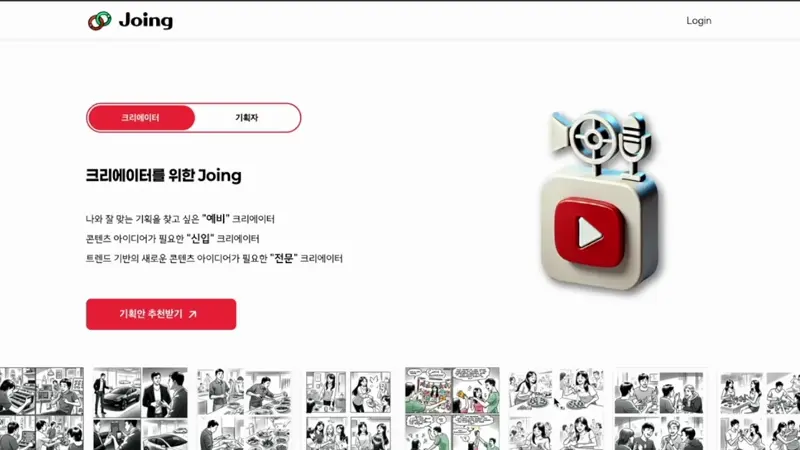 Joing
Login
크리에이터
기획자
크리에이터를 위한 Joing
나와 잘 맞는 기획을 찾고 싶은 "예비" 크리에이터
콘텐츠 아이디어가 필요한 "신입" 크리에이터
트렌드 기반의 새로운 콘텐츠 아이디어가 필요한 "전문" 크리에이터
기획안 추천받기 ↗